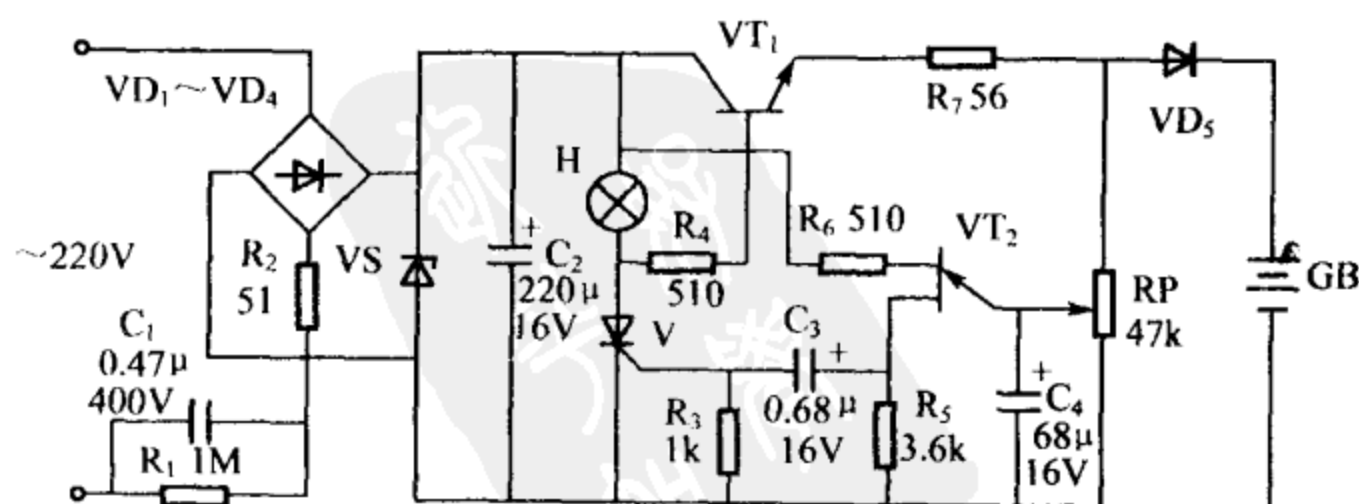 VT₁
VD₁～VD₄
R₇ 56
VD₅
H
～220V
R₂
51
VS
C₂
220μ
16V
R₄
510
R₆ 510
VT₂
GB
RP
47k
V
C₃
0.68μ
16V
C₁
0.47μ
400V
R₃
1k
R₅
3.6k
C₄
68μ
16V
R₁ 1M